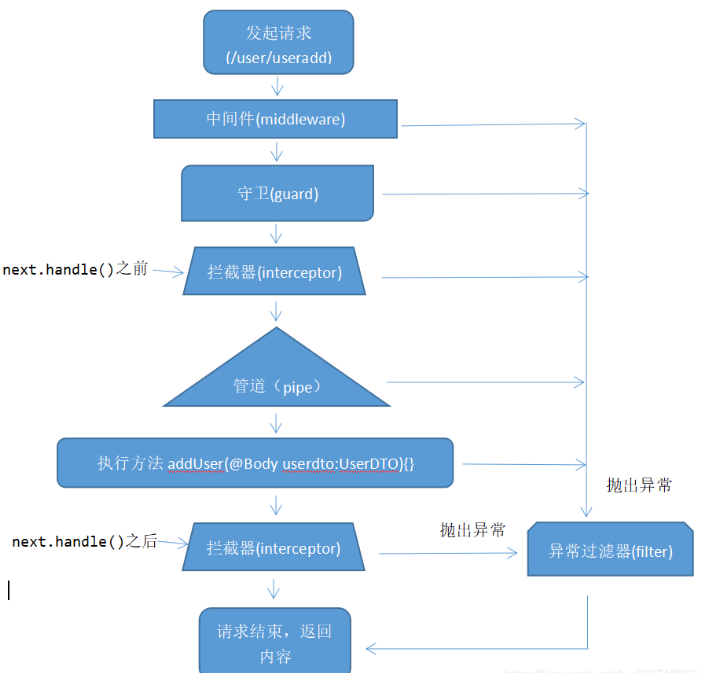 发起请求
(/user/useradd)
中间件(middleware)
守卫(guard)
next.handle()之前
拦截器(interceptor)
管道（pipe）
执行方法 addUser(@Body userdto:UserDTO){}
抛出异常
next.handle()之后
拦截器(interceptor)
抛出异常
异常过滤器(filter)
请求结束，返回
内容